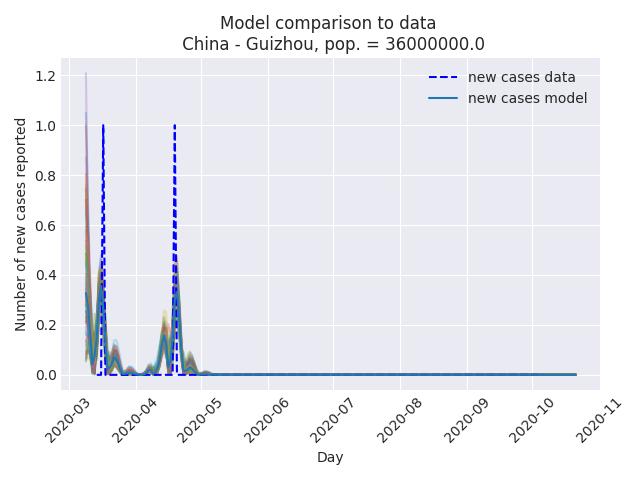 Model comparison to data
China - Guizhou, pop. = 36000000.0
new cases data
new cases model
Number of new cases reported
1.2
1.0
0.8
0.6
0.4
0.2
0.0
2020-03
2020-04
2020-05
2020-06
2020-07
2020-08
2020-09
2020-10
2020-11
Day